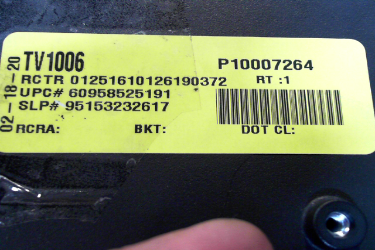 02-18-20
TV1006 P10007264
RCTR 01251610126190372 RT :1
UPC# 60958525191
SLP# 95153232617
RCRA: BKT: DOT CL: